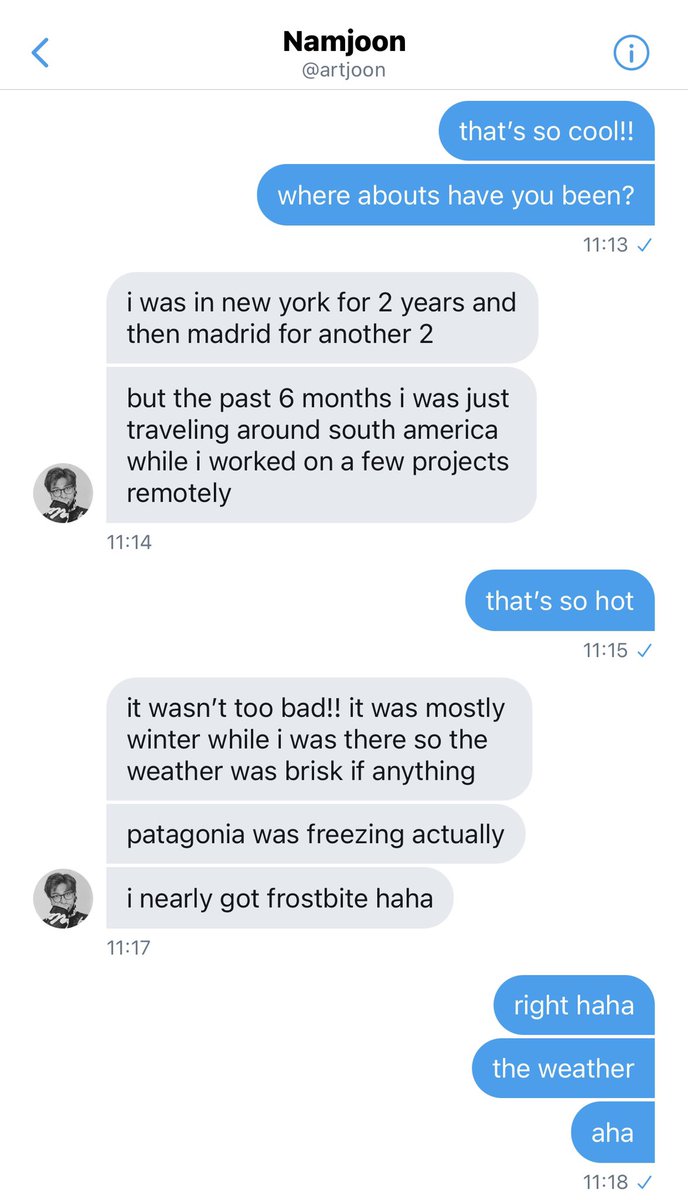 Namjoon
@artjoon
that’s so cool!!
where abouts have you been?
11:13 ✓
i was in new york for 2 years and
then madrid for another 2
but the past 6 months i was just
traveling around south america
while i worked on a few projects
remotely
11:14
that’s so hot
11:15 ✓
it wasn’t too bad!! it was mostly
winter while i was there so the
weather was brisk if anything
patagonia was freezing actually
i nearly got frostbite haha
11:17
right haha
the weather
aha
11:18 ✓